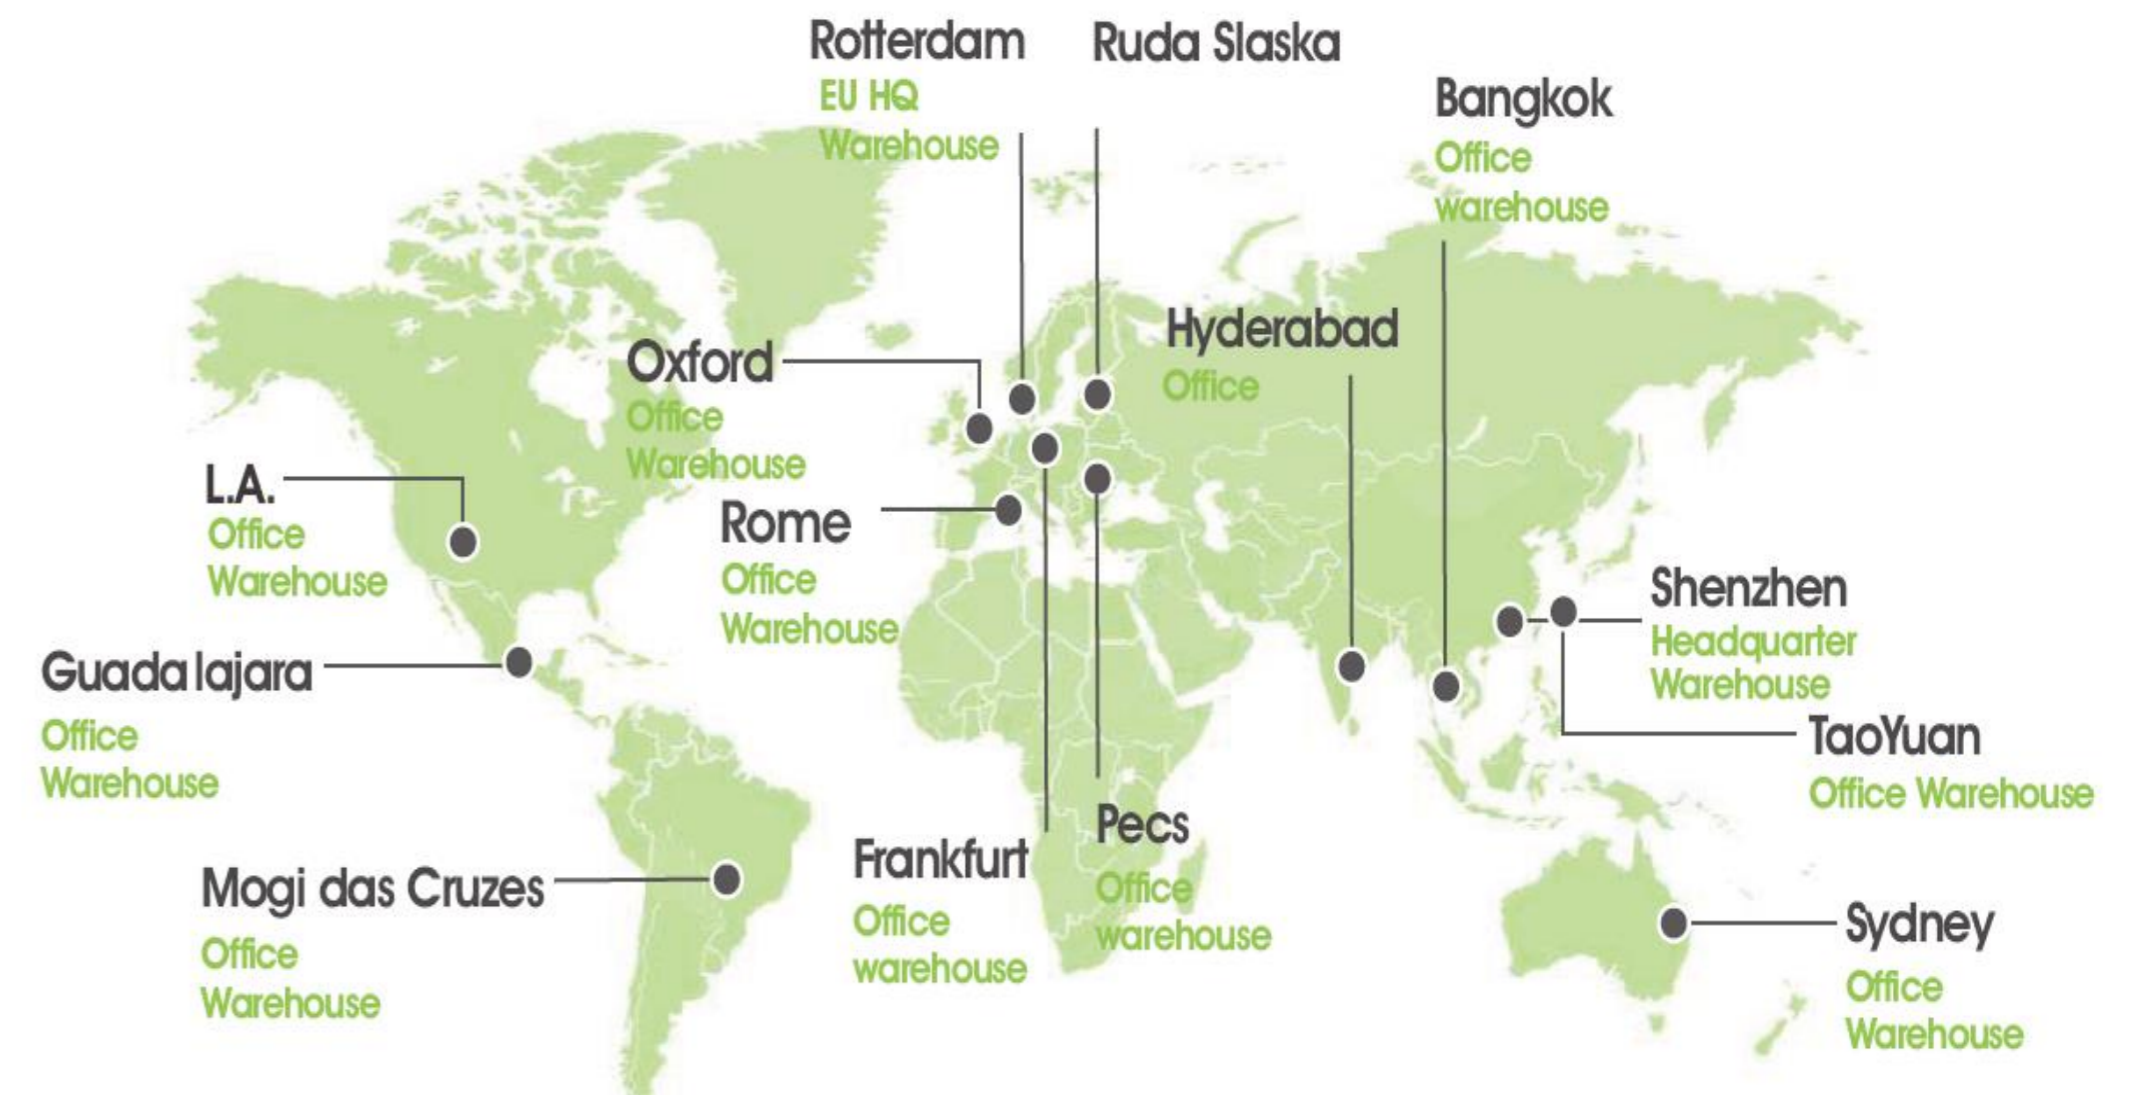 Rotterdam
EU HQ
Warehouse
Ruda Slaska
Bangkok
Office
warehouse
Hyderabad
Office
Oxford
Office
Warehouse
L.A.
Office
Warehouse
Rome
Office
Warehouse
Shenzhen
Headquarter
Warehouse
Guadalajara
Office
Warehouse
TaoYuan
Office Warehouse
Pecs
Office
warehouse
Frankfurt
Office
warehouse
Mogi das Cruzes
Office
Warehouse
Sydney
Office
Warehouse